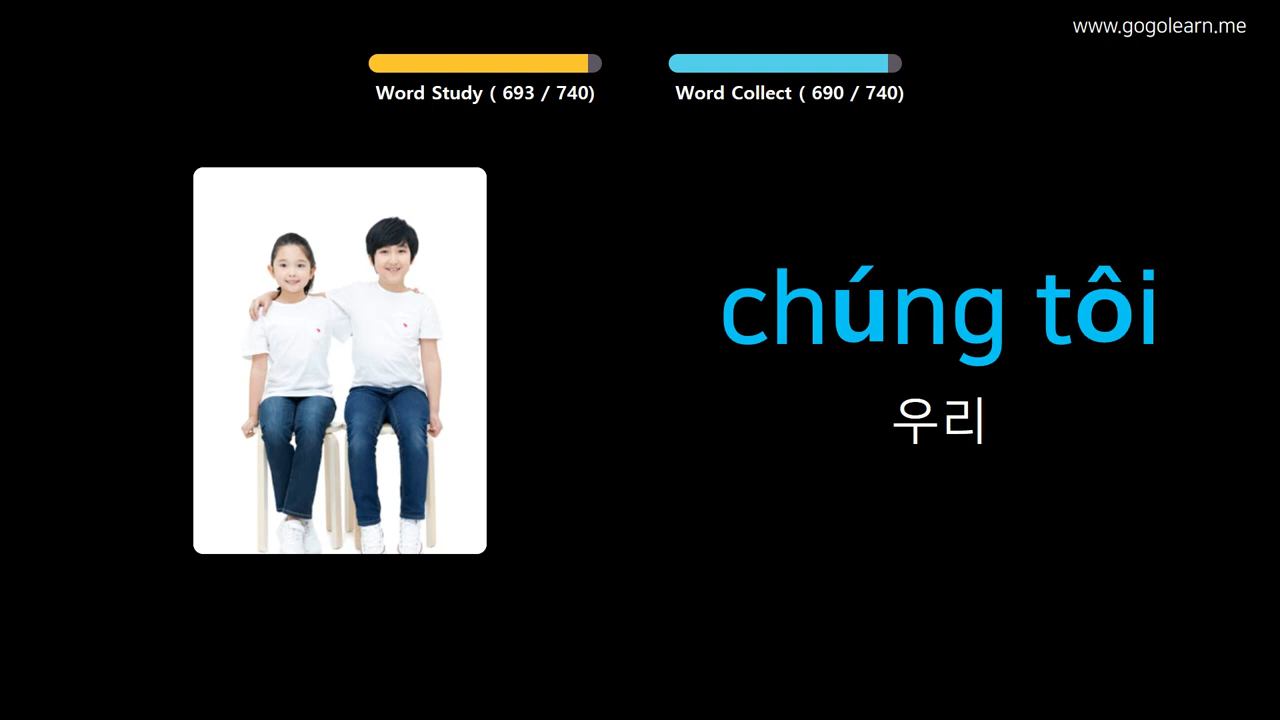 www.gogolearn.me
Word Study ( 693 / 740)
Word Collect ( 690 / 740)
chúng tôi
우리